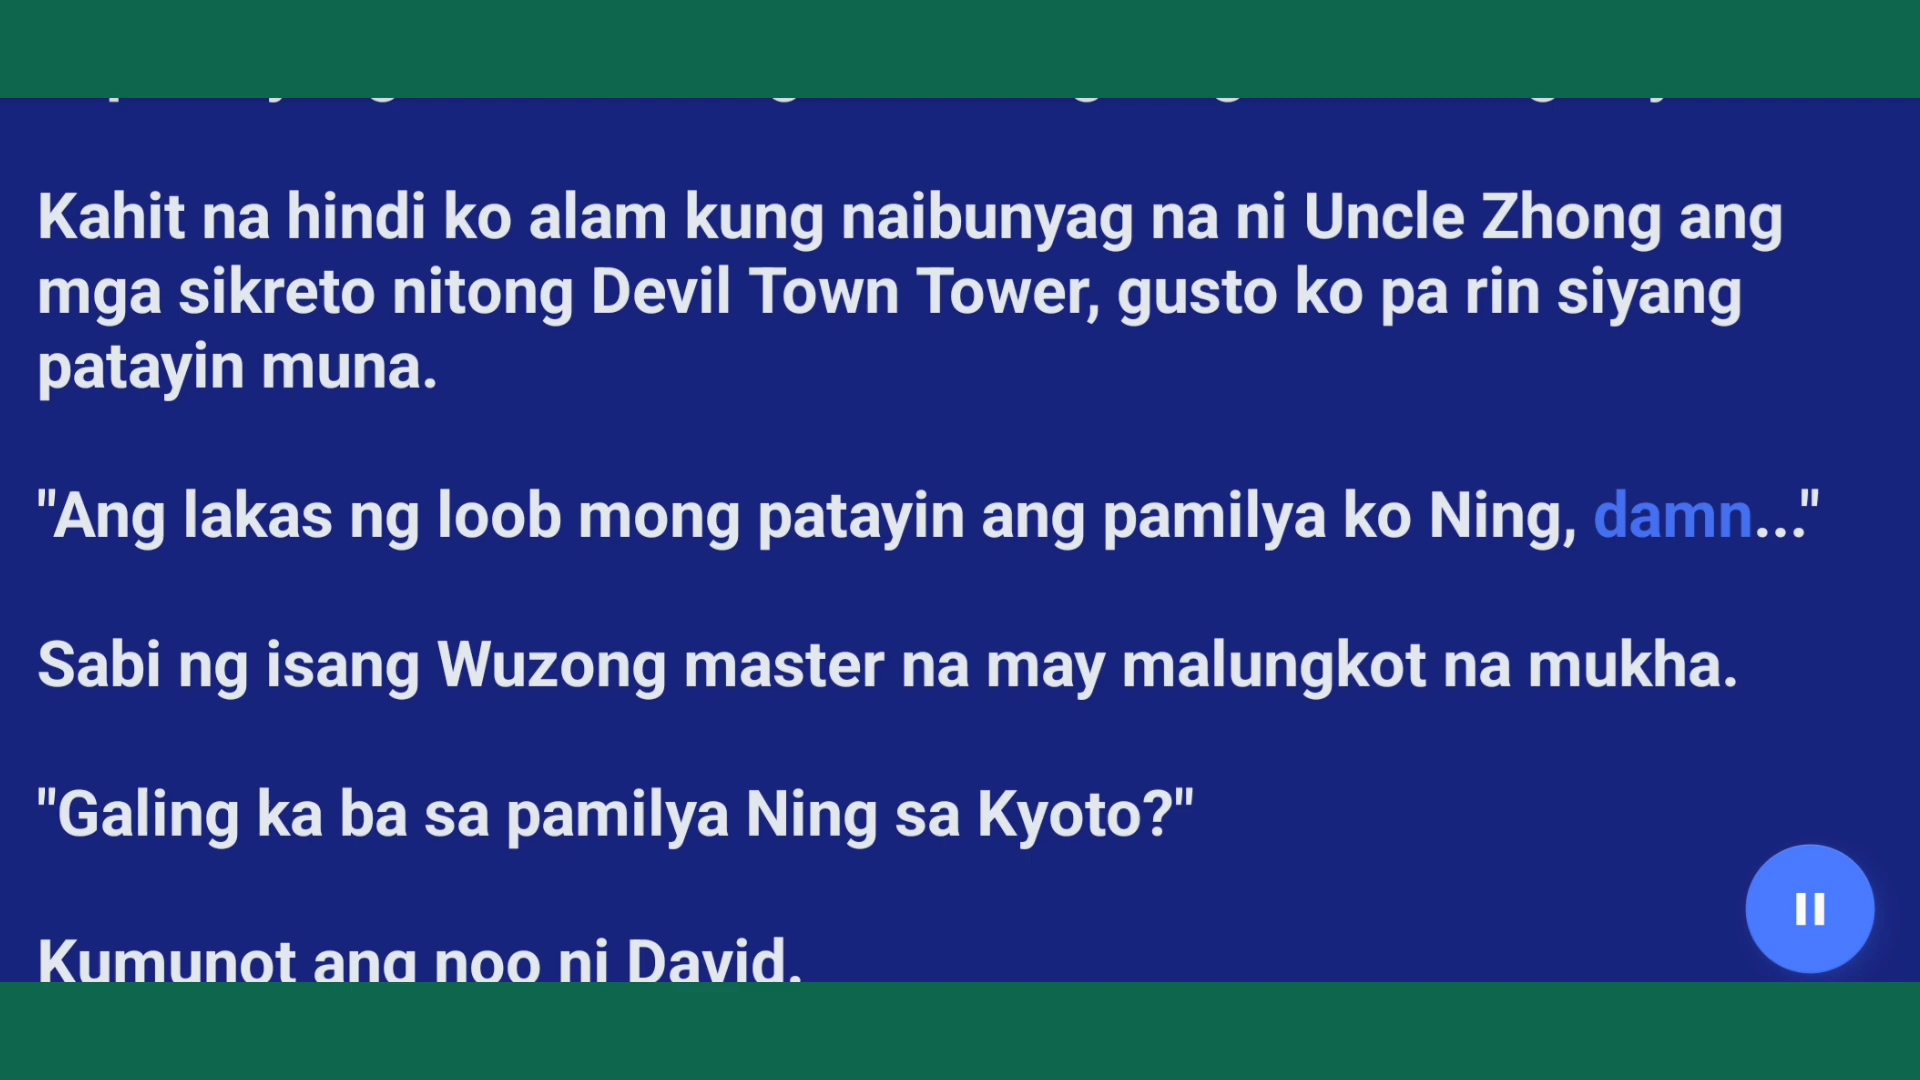 Kahit na hindi ko alam kung naibunyag na ni Uncle Zhong ang
mga sikreto nitong Devil Town Tower, gusto ko pa rin siyang
patayin muna.
"Ang lakas ng loob mong patayin ang pamilya ko Ning, damn..."
Sabi ng isang Wuzong master na may malungkot na mukha.
"Galing ka ba sa pamilya Ning sa Kyoto?"
Kumunot ang noo ni David.